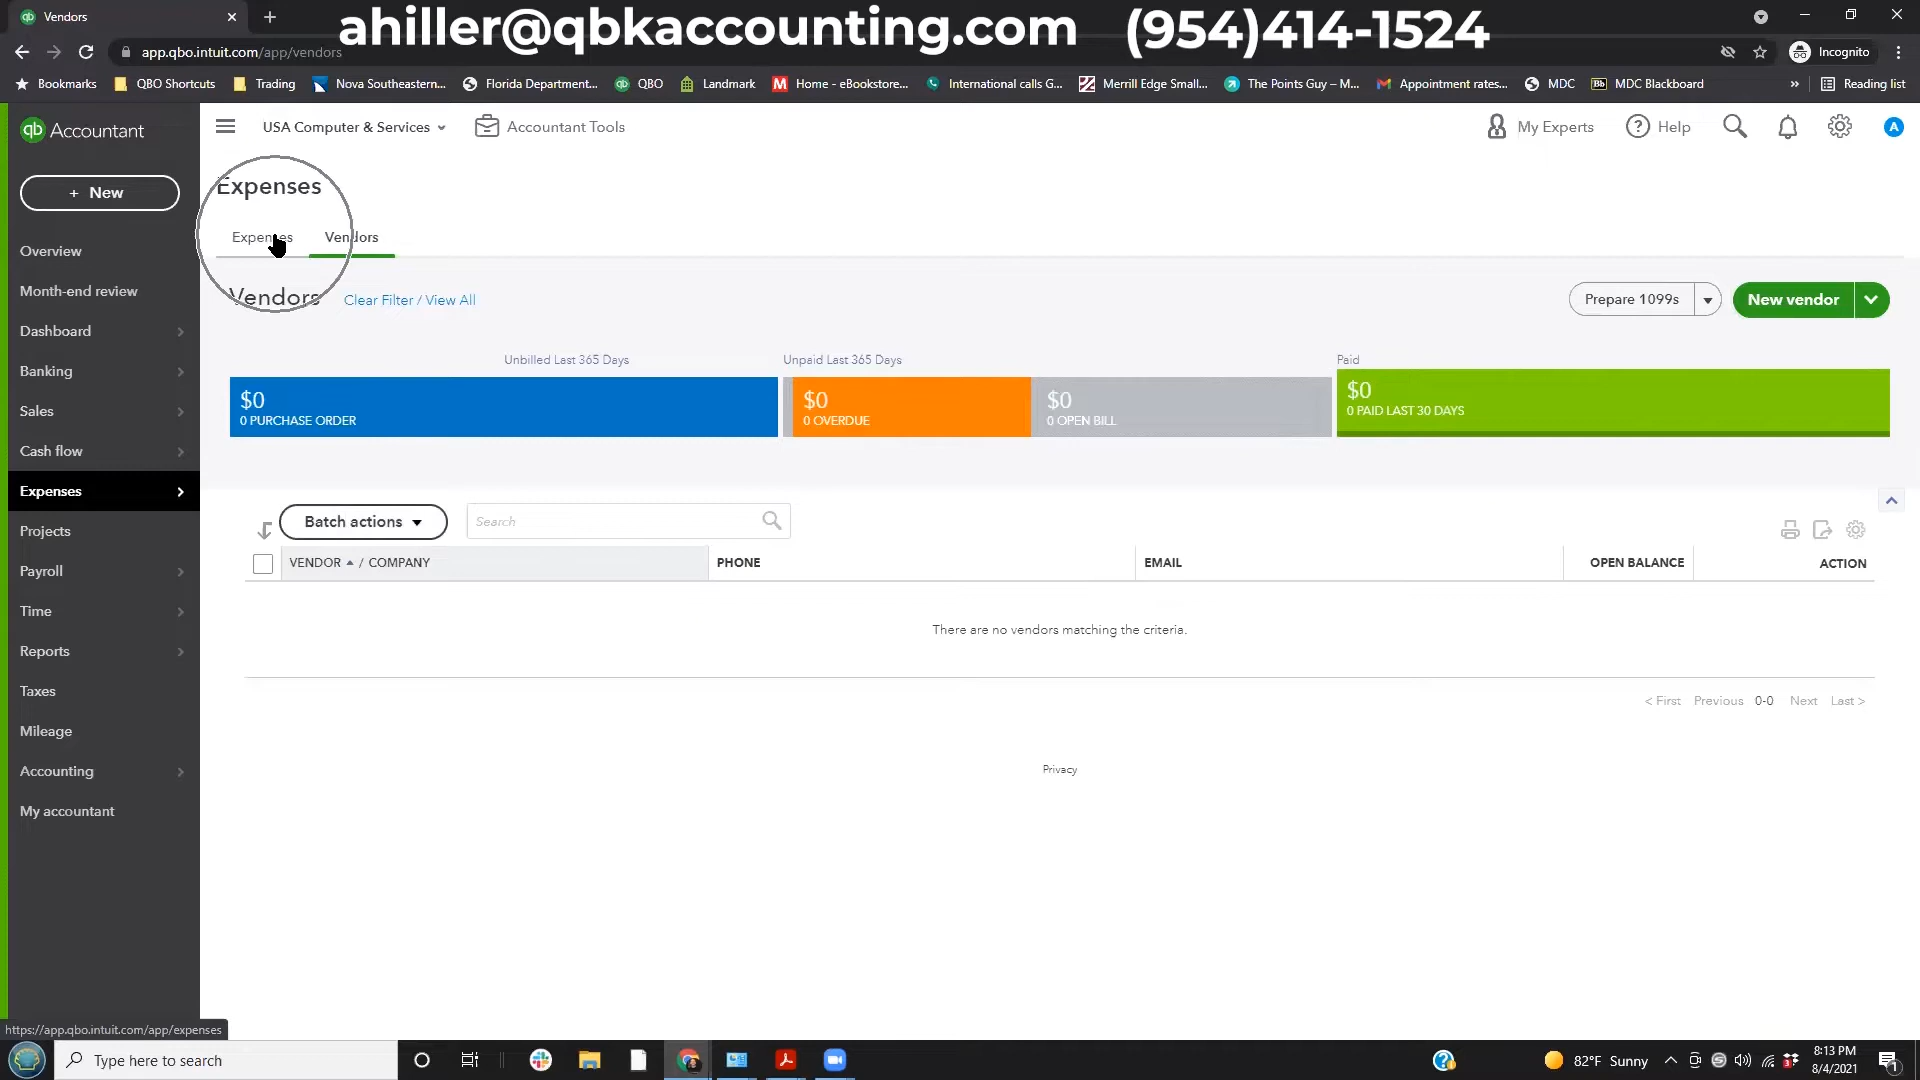 Vendors
ahiller@qbkaccounting.com (954)414-1524
app.qbo.intuit.com/app/vendors
Incognito
Bookmarks
QBO Shortcuts
Trading
Nova Southeastern...
Florida Department...
QBO
Landmark
Home - eBookstore...
International calls G...
Merrill Edge Small...
The Points Guy – M...
Appointment rates...
MDC
MDC Blackboard
»
Reading list
qb Accountant
USA Computer & Services
Accountant Tools
My Experts
Help
A
+ New
Overview
Month-end review
Dashboard
Banking
Sales
Cash flow
Expenses
Projects
Payroll
Time
Reports
Taxes
Mileage
Accounting
My accountant
Expenses
Expenses
Vendors
Vendors
Clear Filter / View All
Prepare 1099s
New vendor
Unbilled Last 365 Days
Unpaid Last 365 Days
Paid
$0
0 PURCHASE ORDER
$0
0 OVERDUE
$0
0 OPEN BILL
$0
0 PAID LAST 30 DAYS
Batch actions
Search
VENDOR / COMPANY
PHONE
EMAIL
OPEN BALANCE
ACTION
There are no vendors matching the criteria.
< First Previous 0-0 Next Last >
Privacy
https://app.qbo.intuit.com/app/expenses
Type here to search
82°F Sunny
8:13 PM
8/4/2021